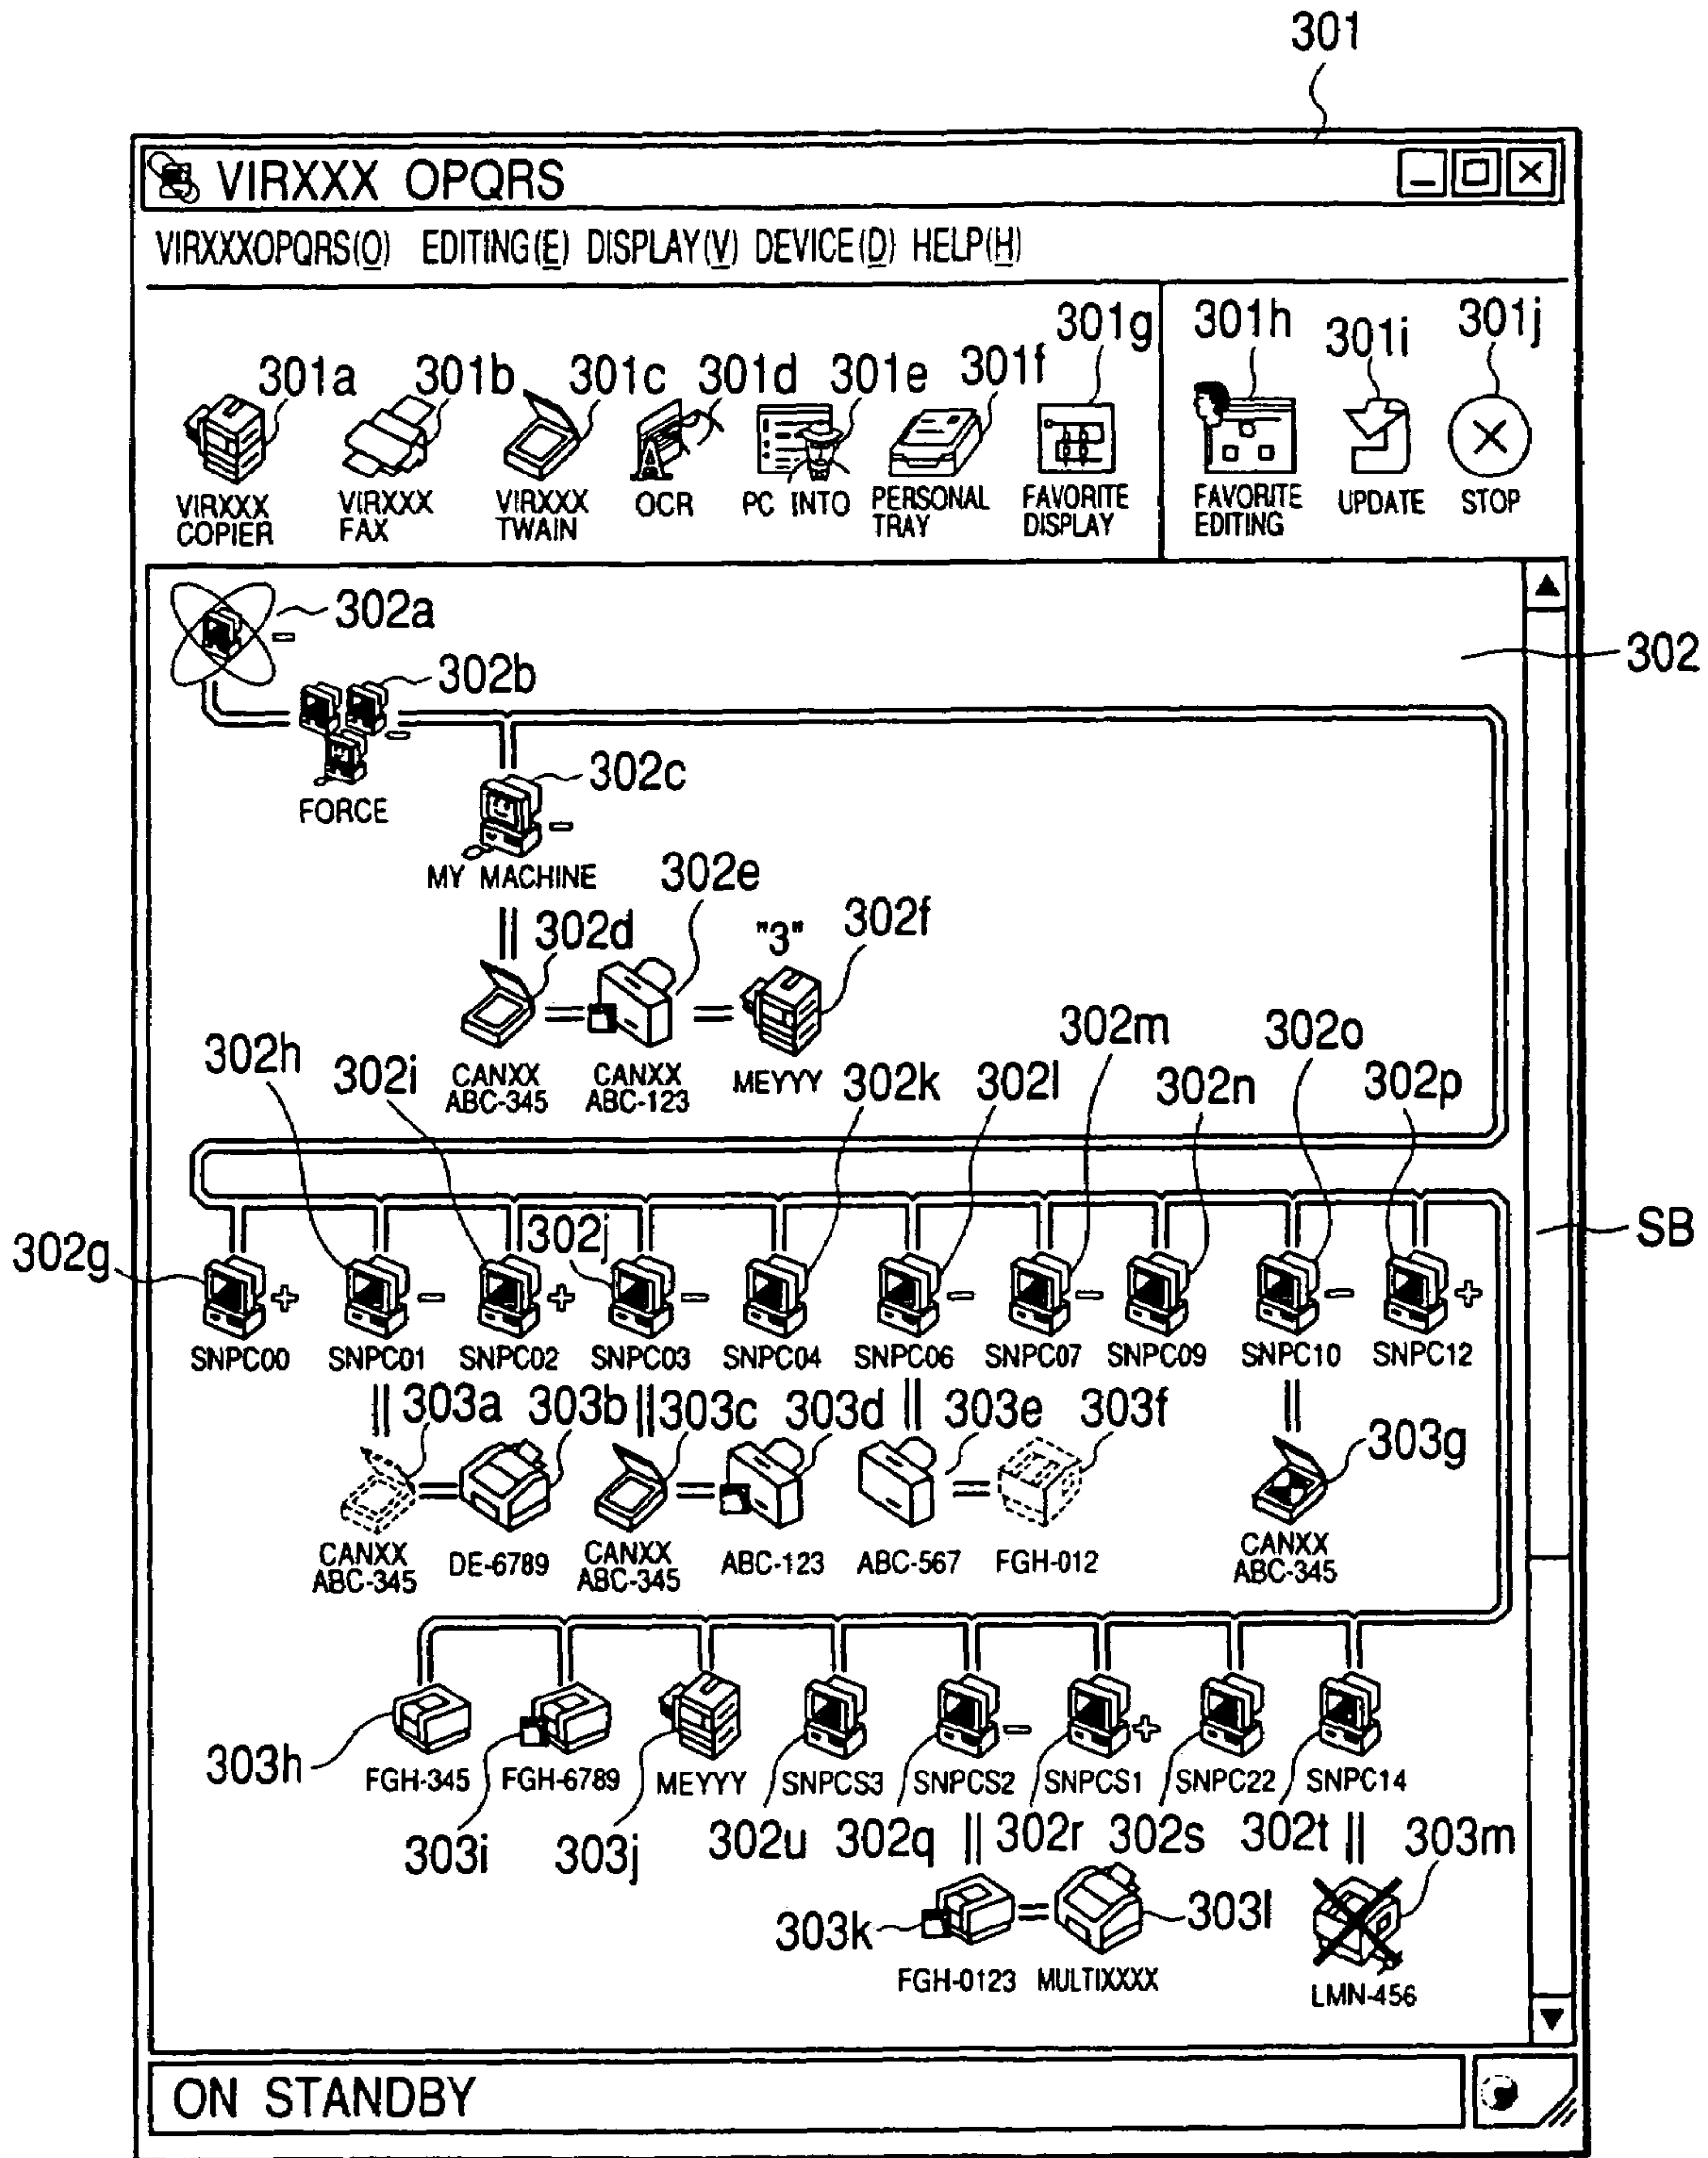 301
VIRXXX OPQRS
VIRXXXOPQRS(O) EDITING(E) DISPLAY(V) DEVICE(D) HELP(H)
301a 301b 301c 301d 301e 301f 301g 301h 301i 301j
VIRXXX COPIER
VIRXXX FAX
VIRXXX TWAIN
OCR
PC INTO
PERSONAL TRAY
FAVORITE DISPLAY
FAVORITE EDITING
UPDATE
STOP
302a
302
302b
FORCE
302c
MY MACHINE
302d 302e "3" 302f
CANXX ABC-345
CANXX ABC-123
MEYYY
302h 302i 302k 302l 302m 302n 302o 302p
302g 302j SB
SNPC00 SNPC01 SNPC02 SNPC03 SNPC04 SNPC06 SNPC07 SNPC09 SNPC10 SNPC12
303a 303b 303c 303d 303e 303f 303g
CANXX ABC-345
DE-6789
CANXX ABC-345
ABC-123
ABC-567
FGH-012
CANXX ABC-345
303h FGH-345 FGH-6789 MEYYY SNPCS3 SNPCS2 SNPCS1 SNPC22 SNPC14
303i 303j 302u 302q 302r 302s 302t 303m
303k 303l
FGH-0123 MULTIXXXX LMN-456
ON STANDBY